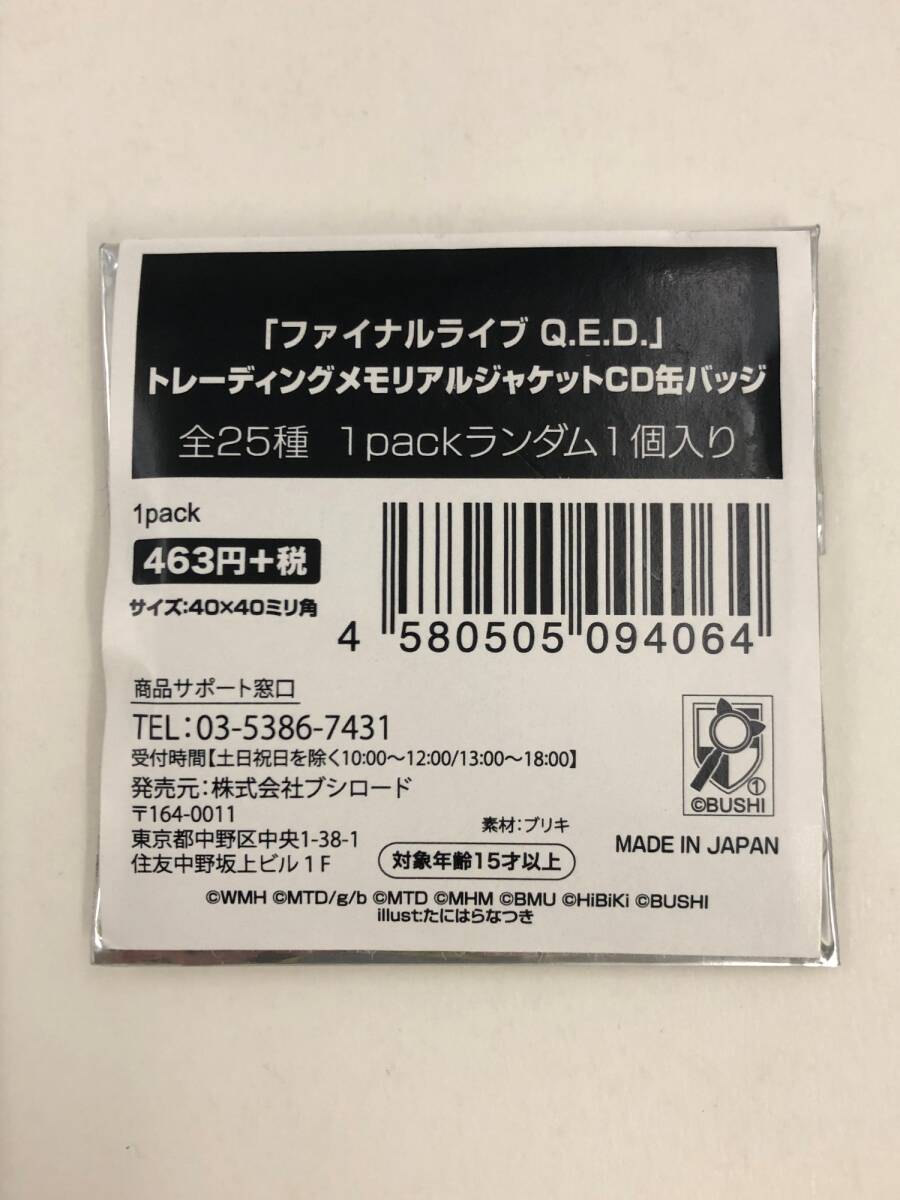 「ファイナルライブ Q.E.D.」
トレーディングメモリアルジャケットCD缶バッジ
全25種 1packランダム1個入り
1pack
463円+税
サイズ:40×40ミリ角
4 580505 094064
商品サポート窓口
TEL:03-5386-7431
受付時間【土日祝日を除く10:00〜12:00/13:00〜18:00】
発売元:株式会社ブシロード
〒164-0011
東京都中野区中央1-38-1
住友中野坂上ビル1F
素材:ブリキ
対象年齢15才以上
①
©BUSHI
MADE IN JAPAN
©WMH ©MTD/g/b ©MTD ©MHM ©BMU ©HiBiKi ©BUSHI
illust:たにはらなつき